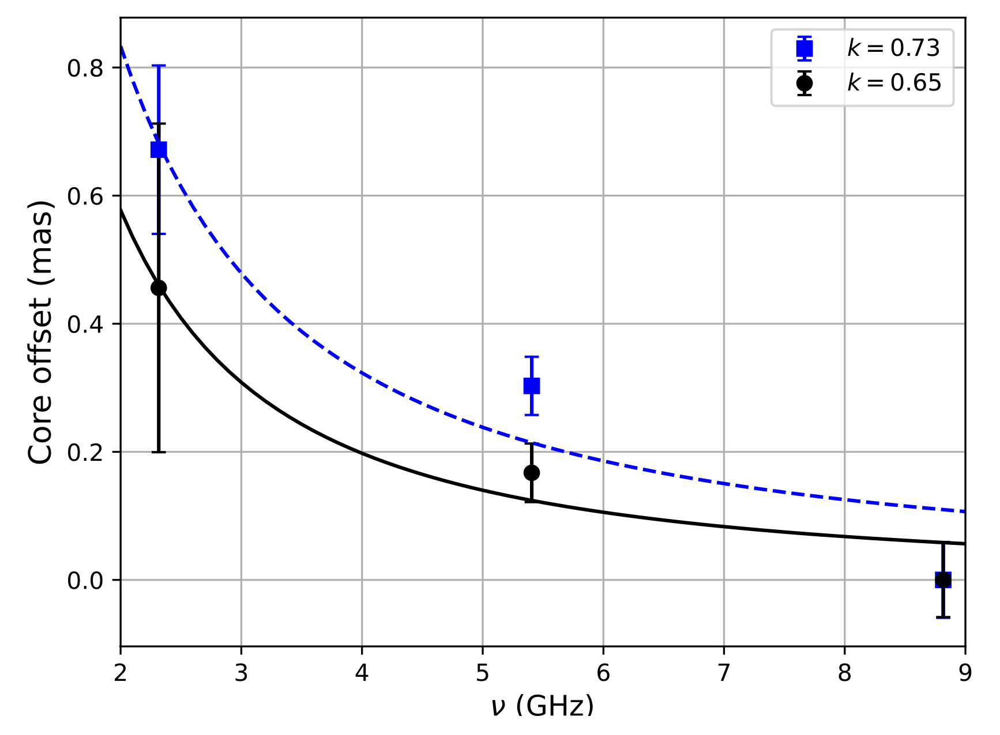 k = 0.73
k = 0.65
Core offset (mas)
0.8
0.6
0.4
0.2
0.0
2 3 4 5 6 7 8 9
ν (GHz)